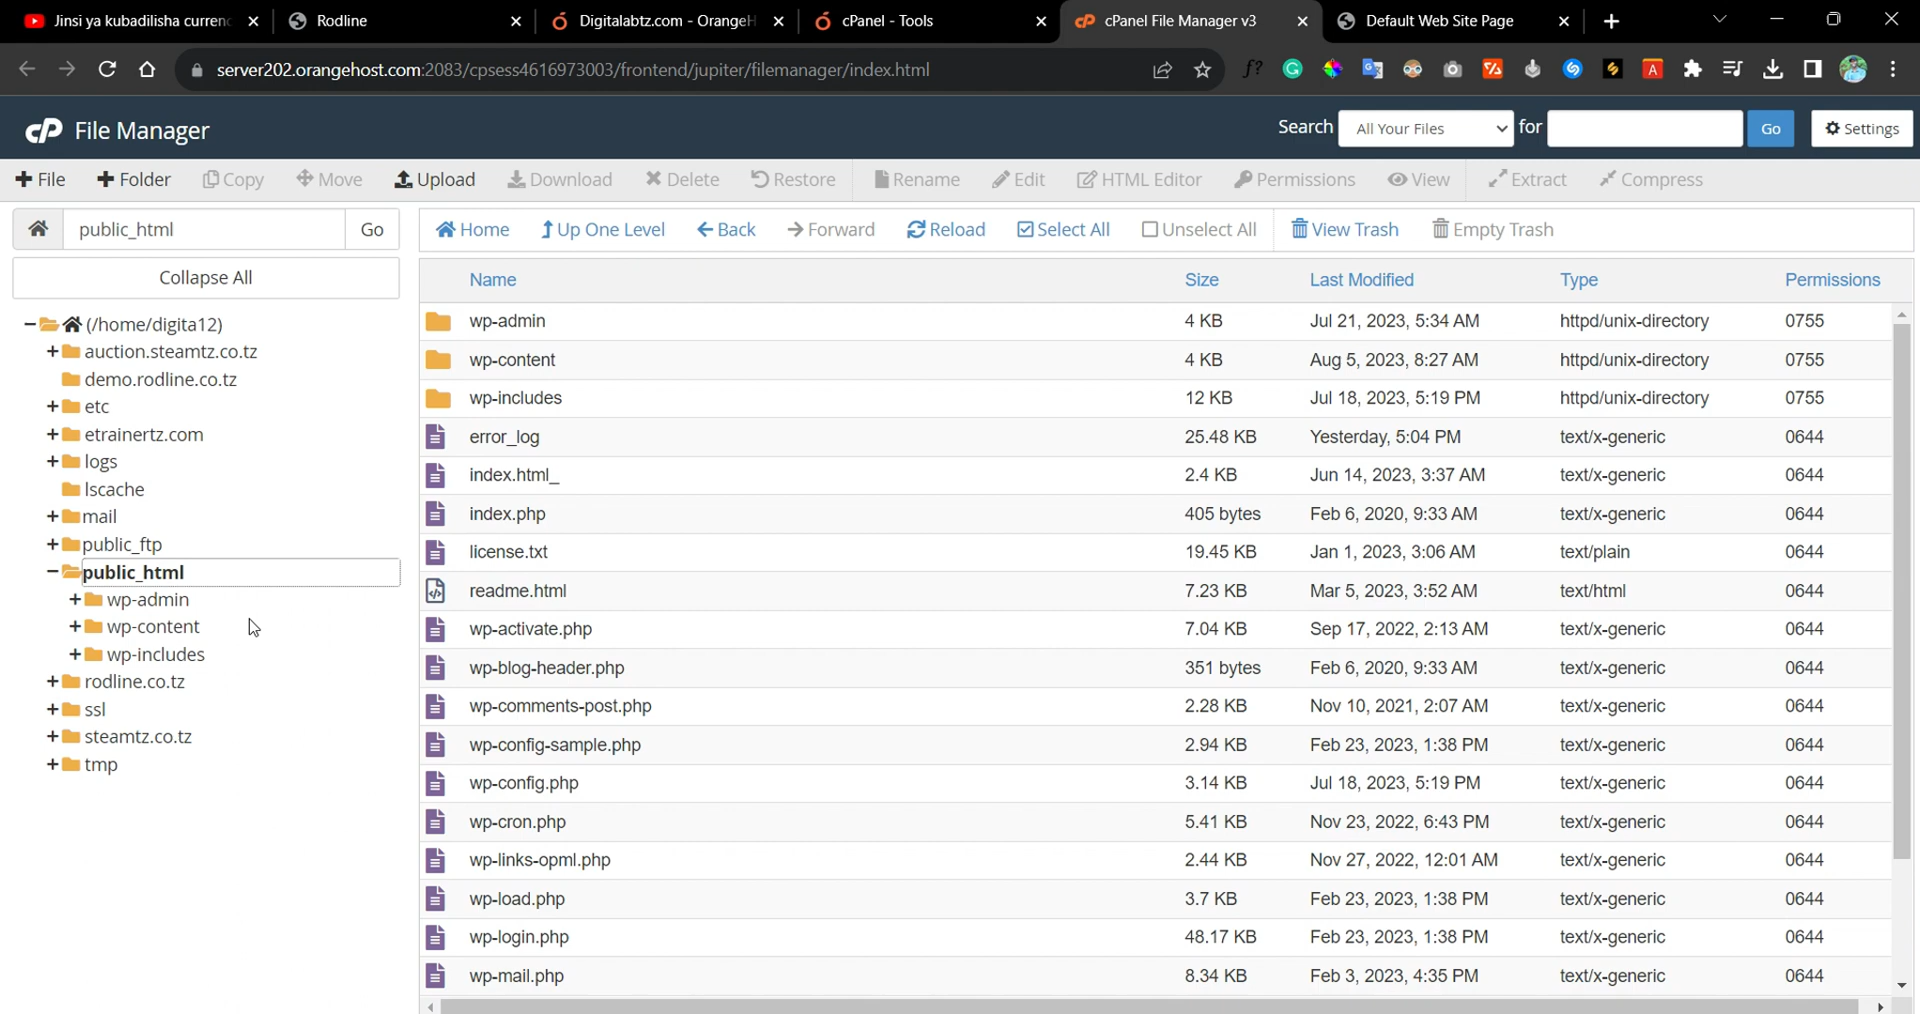 Jinsi ya kubadilisha curren
Rodline
Digitalabtz.com - OrangeH
cPanel - Tools
cPanel File Manager v3
Default Web Site Page
server202.orangehost.com:2083/cpsess4616973003/frontend/jupiter/filemanager/index.html
cP File Manager
Search All Your Files for Go Settings
File Folder Copy Move Upload Download Delete Restore Rename Edit HTML Editor Permissions View Extract Compress
public_html Go
Home Up One Level Back Forward Reload Select All Unselect All View Trash Empty Trash
Collapse All
(/home/digita12)
auction.steamtz.co.tz
demo.rodline.co.tz
etc
etrainertz.com
logs
lscache
mail
public_ftp
public_html
wp-admin
wp-content
wp-includes
rodline.co.tz
ssl
steamtz.co.tz
tmp
Name Size Last Modified Type Permissions
wp-admin 4 KB Jul 21, 2023, 5:34 AM httpd/unix-directory 0755
wp-content 4 KB Aug 5, 2023, 8:27 AM httpd/unix-directory 0755
wp-includes 12 KB Jul 18, 2023, 5:19 PM httpd/unix-directory 0755
error_log 25.48 KB Yesterday, 5:04 PM text/x-generic 0644
index.html_ 2.4 KB Jun 14, 2023, 3:37 AM text/x-generic 0644
index.php 405 bytes Feb 6, 2020, 9:33 AM text/x-generic 0644
license.txt 19.45 KB Jan 1, 2023, 3:06 AM text/plain 0644
readme.html 7.23 KB Mar 5, 2023, 3:52 AM text/html 0644
wp-activate.php 7.04 KB Sep 17, 2022, 2:13 AM text/x-generic 0644
wp-blog-header.php 351 bytes Feb 6, 2020, 9:33 AM text/x-generic 0644
wp-comments-post.php 2.28 KB Nov 10, 2021, 2:07 AM text/x-generic 0644
wp-config-sample.php 2.94 KB Feb 23, 2023, 1:38 PM text/x-generic 0644
wp-config.php 3.14 KB Jul 18, 2023, 5:19 PM text/x-generic 0644
wp-cron.php 5.41 KB Nov 23, 2022, 6:43 PM text/x-generic 0644
wp-links-opml.php 2.44 KB Nov 27, 2022, 12:01 AM text/x-generic 0644
wp-load.php 3.7 KB Feb 23, 2023, 1:38 PM text/x-generic 0644
wp-login.php 48.17 KB Feb 23, 2023, 1:38 PM text/x-generic 0644
wp-mail.php 8.34 KB Feb 3, 2023, 4:35 PM text/x-generic 0644